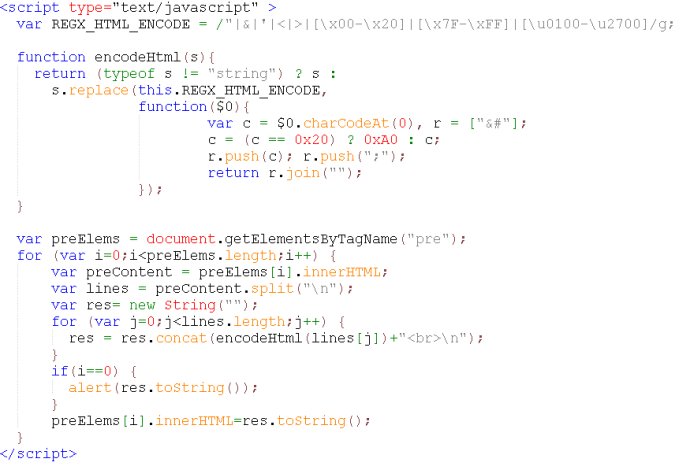 <script type="text/javascript" >
  var REGX_HTML_ENCODE = /"|&|'|<|>|[\x00-\x20]|[\x7F-\xFF]|[\u0100-\u2700]/g;

  function encodeHtml(s){
    return (typeof s != "string") ? s :
      s.replace(this.REGX_HTML_ENCODE,
                function($0){
                        var c = $0.charCodeAt(0), r = ["&#"];
                        c = (c == 0x20) ? 0xA0 : c;
                        r.push(c); r.push(";");
                        return r.join("");
                });
  }

  var preElems = document.getElementsByTagName("pre");
  for (var i=0;i<preElems.length;i++) {
      var preContent = preElems[i].innerHTML;
      var lines = preContent.split("\n");
      var res= new String("");
      for (var j=0;j<lines.length;j++) {
        res = res.concat(encodeHtml(lines[j])+"<br>\n");
      }
      if(i==0) {
        alert(res.toString());
      }
      preElems[i].innerHTML=res.toString();
  }
</script>